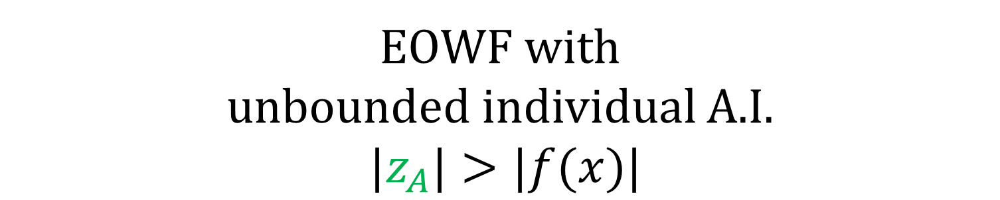 EOWF with
unbounded individual A.I.
|z_A| > |f(x)|